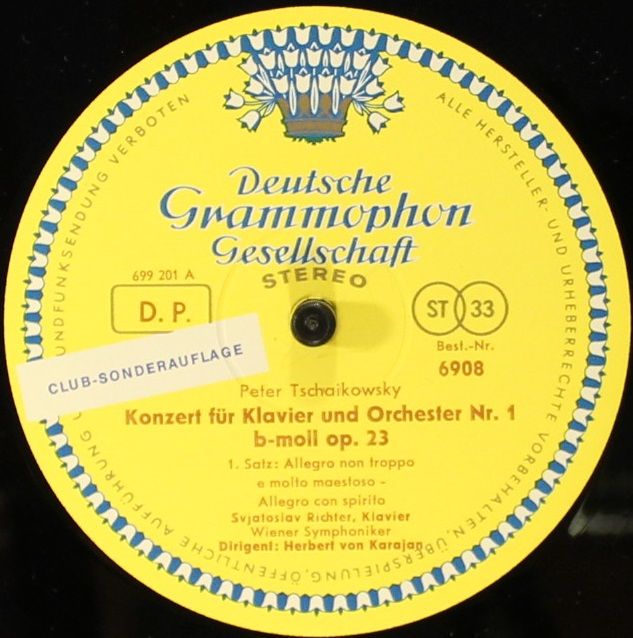 Deutsche
Grammophon
Gesellschaft
STEREO
699 201 A
D. P.
ST 33
Best.-Nr.
6908
CLUB-SONDERAUFLAGE
Peter Tschaikowsky
Konzert für Klavier und Orchester Nr. 1
b-moll op. 23
1. Satz: Allegro non troppo
e molto maestoso –
Allegro con spirito
Svjatoslav Richter, Klavier
Wiener Symphoniker
Dirigent: Herbert von Karajan
ALLE HERSTELLER- UND URHEBERRECHTE VORBEHALTEN, ÜBERSPIELUNG, ÖFFENTLICHE AUFFÜHRUNG UNDFUNKSENDUNG VERBOTEN